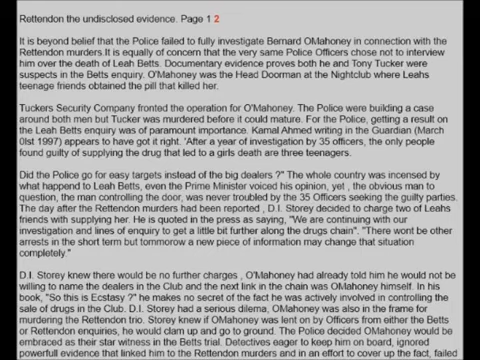 Rettendon the undisclosed evidence. Page 1 2
It is beyond belief that the Police failed to fully investigate Bernard OMahoney in connection with the
Rettendon murders.It is equally of concern that the very same Police Officers chose not to interview
him over the death of Leah Betts. Documentary evidence proves both he and Tony Tucker were
suspects in the Betts enquiry. O'Mahoney was the Head Doorman at the Nightclub where Leahs
teenage friends obtained the pill that killed her.
Tuckers Security Company fronted the operation for O'Mahoney. The Police were building a case
around both men but Tucker was murdered before it could mature. For the Police, getting a result on
the Leah Betts enquiry was of paramount importance. Kamal Ahmed writing in the Guardian (March
0lst 1997) appears to have got it right. 'After a year of investigation by 35 officers, the only people
found guilty of supplying the drug that led to a girls death are three teenagers.
Did the Police go for easy targets instead of the big dealers ?" The whole country was incensed by
what happend to Leah Betts, even the Prime Minister voiced his opinion, yet , the obvious man to
question, the man controlling the door, was never troubled by the 35 Officers seeking the guilty parties.
The day after the Rettendon murders had been reported , D.I. Storey decided to charge two of Leahs
friends with supplying her. He is quoted in the press as saying, "We are continuing with our
investigation and lines of enquiry to get a little bit further along the drugs chain". "There wont be other
arrests in the short term but tommorow a new piece of information may change that situation
completely."
D.I. Storey knew there would be no further charges , O'Mahoney had already told him he would not be
willing to name the dealers in the Club and the next link in the chain was OMahoney himself. In his
book, "So this is Ecstasy ?" he makes no secret of the fact he was actively involved in controlling the
sale of drugs in the Club. D.I. Storey had a serious dilema, OMahoney was also in the frame for
murdering the Rettendon trio. Storey knew if OMahoney was lent on by Officers from either the Betts
or Rettendon enquiries, he would clam up and go to ground. The Police decided OMahoney would be
embraced as their star witness in the Betts trial. Detectives eager to keep him on board, ignored
powerfull evidence that linked him to the Rettendon murders, and in an effort to cover up the fact, failed